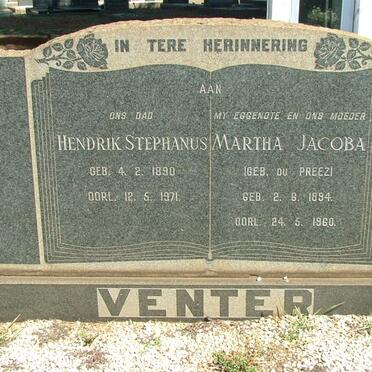 IN TERE HERINNERING
AAN
ONS DAD
HENDRIK STEPHANUS
GEB. 4. 2. 1890
OORL. 12. 5. 1971.
MY EGGENOTE EN ONS MOEDER
MARTHA JACOBA
(GEB. DU PREEZ)
GEB. 2. 8. 1894.
OORL. 24. 5. 1960.
VENTER